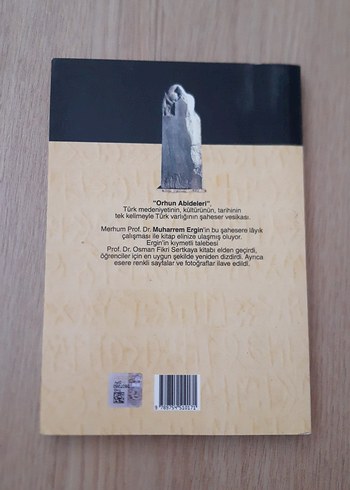 "Orhun Abideleri",
Türk medeniyetinin, kültürünün, tarihinin
tek kelimeyle Türk varlığının şaheser vesikası.
Merhum Prof. Dr. Muharrem Ergin'in bu şahesere lâyık
çalışması ile kitap elinize ulaşmış oluyor.
Ergin'in kıymetli talebesi
Prof. Dr. Osman Fikri Sertkaya kitabı elden geçirdi,
öğrenciler için en uygun şekilde yeniden dizdirdi. Ayrıca
esere renkli sayfalar ve fotoğraflar ilave edildi.